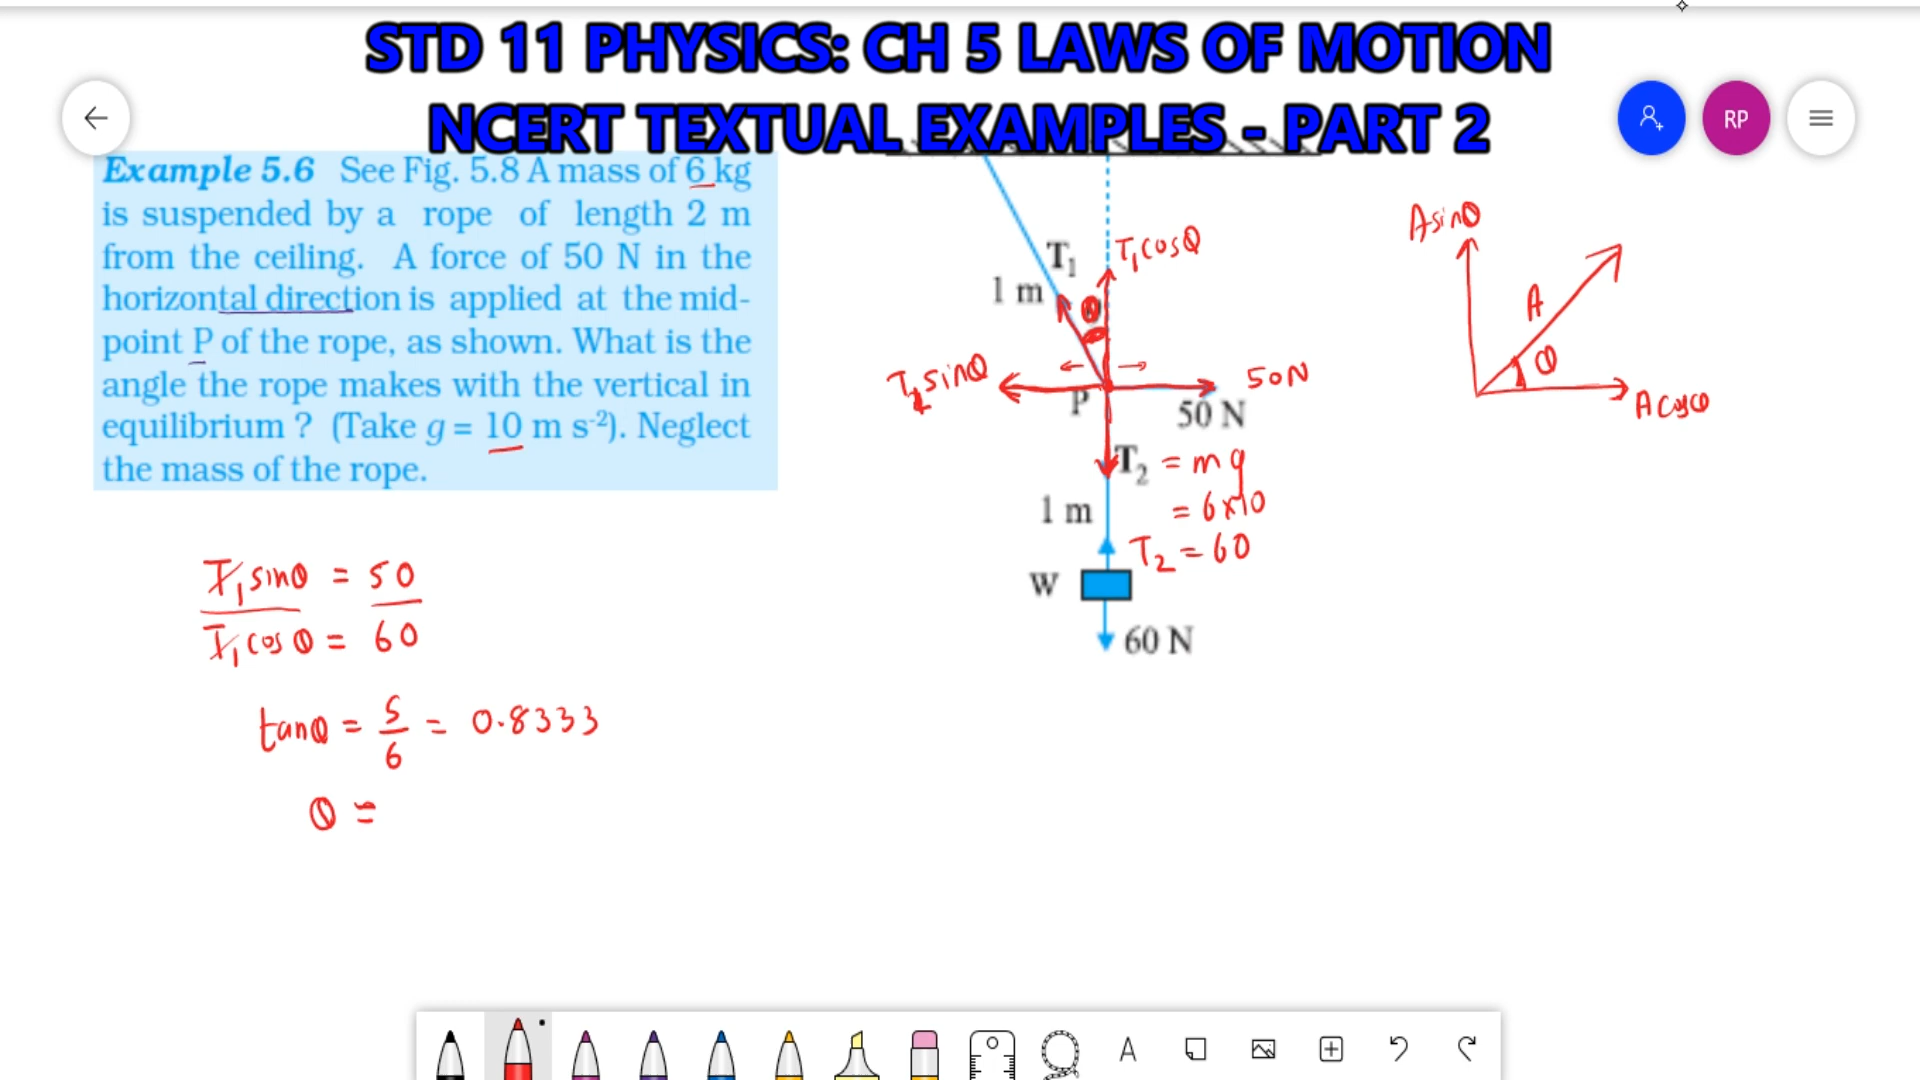 STD 11 PHYSICS: CH 5 LAWS OF MOTION
NCERT TEXTUAL EXAMPLES - PART 2
RP
Example 5.6 See Fig. 5.8 A mass of 6 kg
is suspended by a rope of length 2 m
from the ceiling. A force of 50 N in the
horizontal direction is applied at the mid-
point P of the rope, as shown. What is the
angle the rope makes with the vertical in
equilibrium ? (Take g = 10 m s⁻²). Neglect
the mass of the rope.
T₁
T₁cosθ
1 m
θ
T₁sinθ
50N
P
50 N
T₂ = mg
= 6×10
1 m
T₂ = 60
W
60 N
Asinθ
A
θ
Acosθ
T₁sinθ = 50
T₁cosθ = 60
tanθ = 5/6 = 0.8333
θ =
A